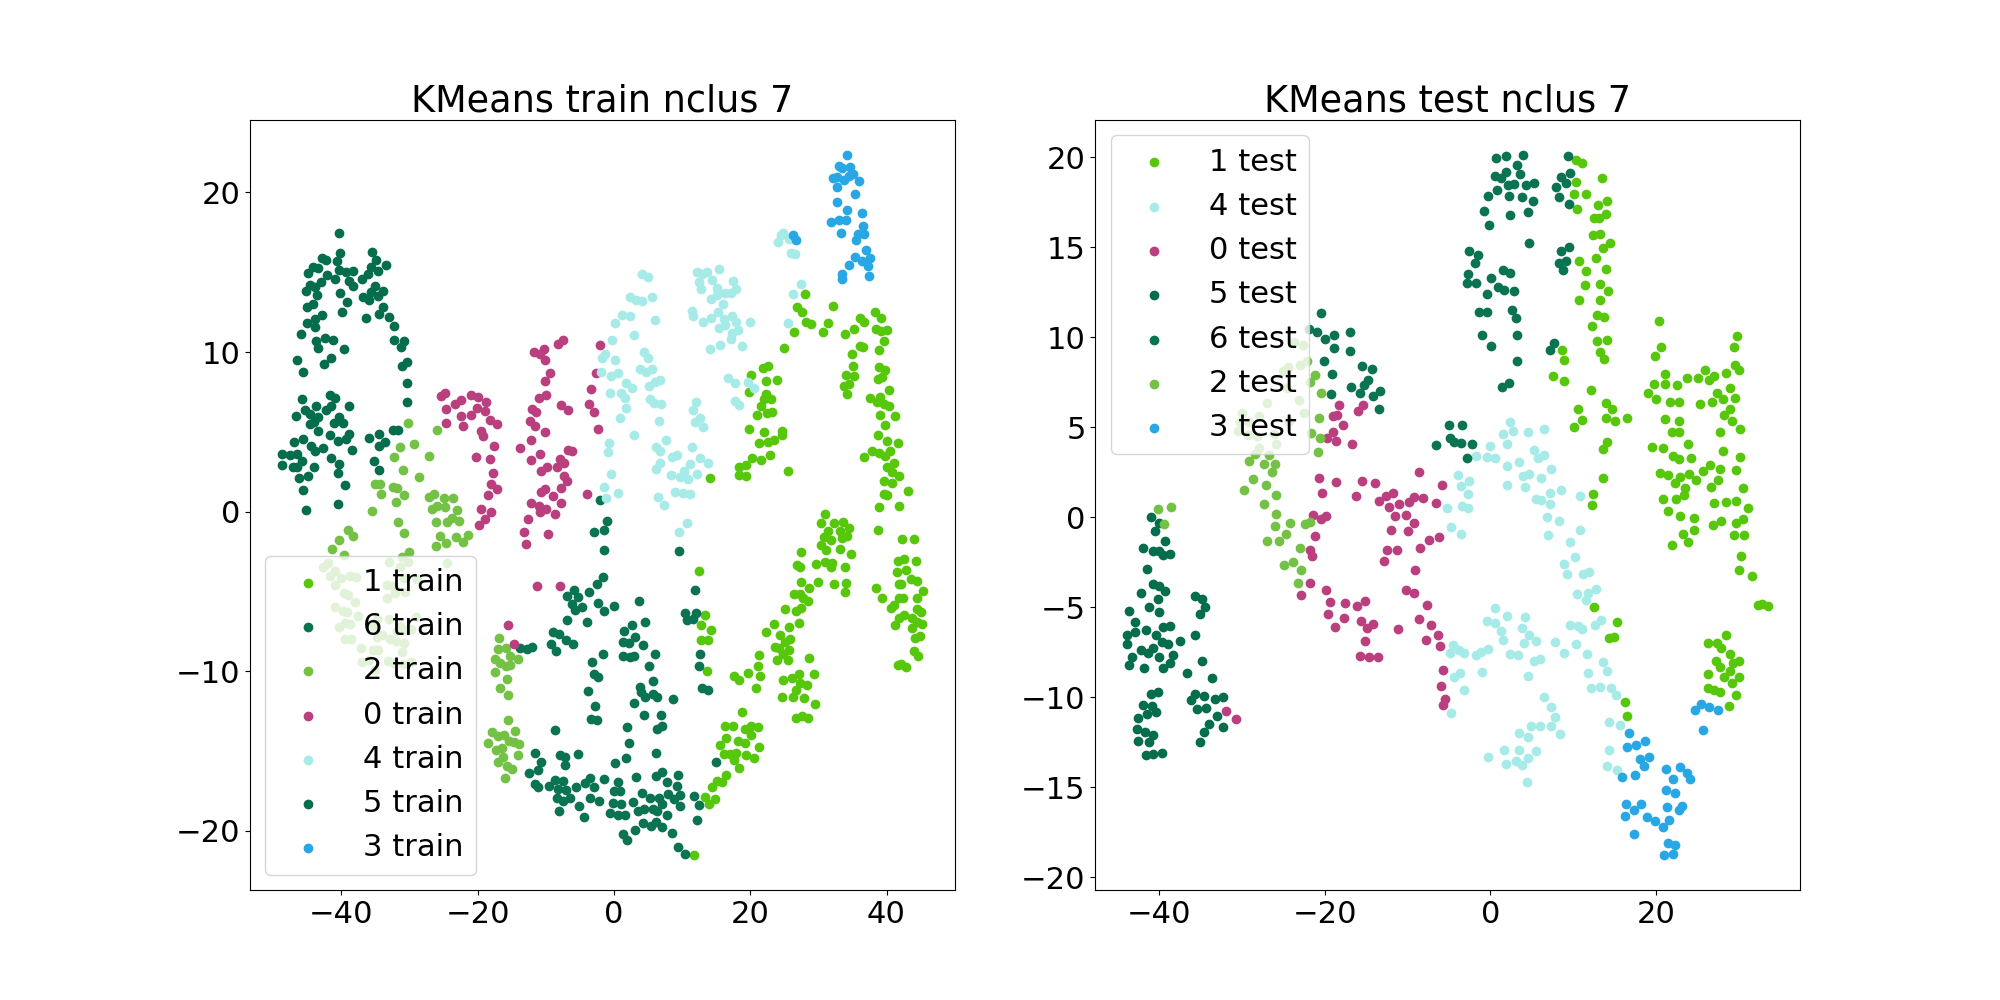 KMeans train nclus 7
20
10
0
−10
−20
−40
−20
0
20
40
1 train
6 train
2 train
0 train
4 train
5 train
3 train
KMeans test nclus 7
20
15
10
5
0
−5
−10
−15
−20
−40
−20
0
20
1 test
4 test
0 test
5 test
6 test
2 test
3 test